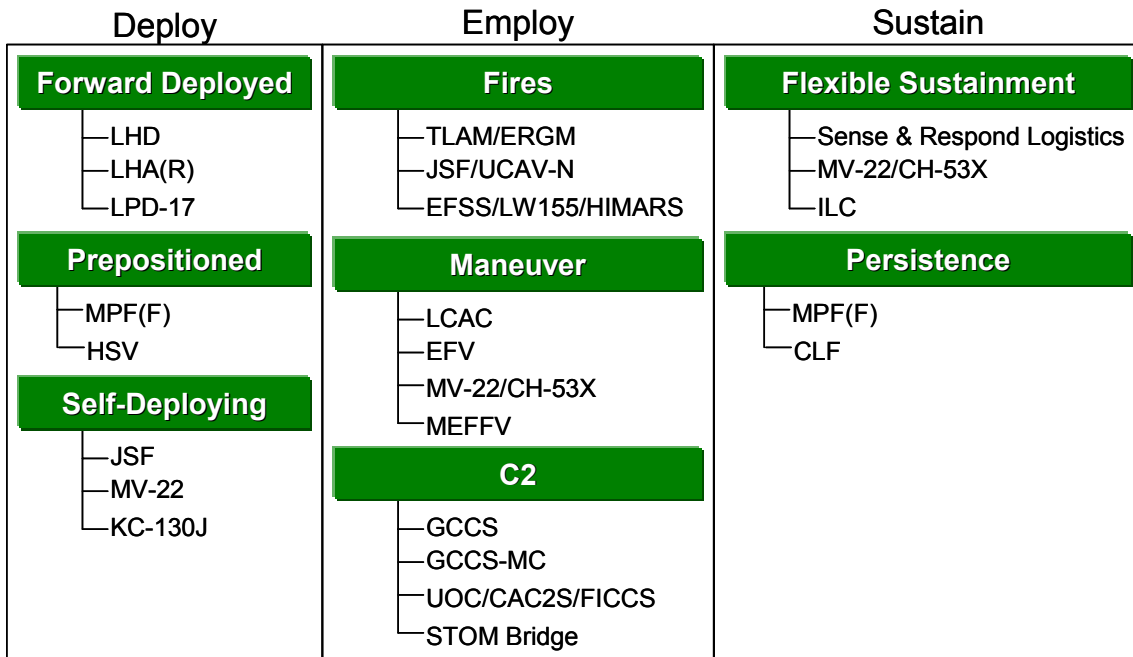 Deploy
Forward Deployed
LHD
LHA(R)
LPD-17
Prepositioned
MPF(F)
HSV
Self-Deploying
JSF
MV-22
KC-130J
Employ
Fires
TLAM/ERGM
JSF/UCAV-N
EFSS/LW155/HIMARS
Maneuver
LCAC
EFV
MV-22/CH-53X
MEFFV
C2
GCCS
GCCS-MC
UOC/CAC2S/FICCS
STOM Bridge
Sustain
Flexible Sustainment
Sense & Respond Logistics
MV-22/CH-53X
ILC
Persistence
MPF(F)
CLF